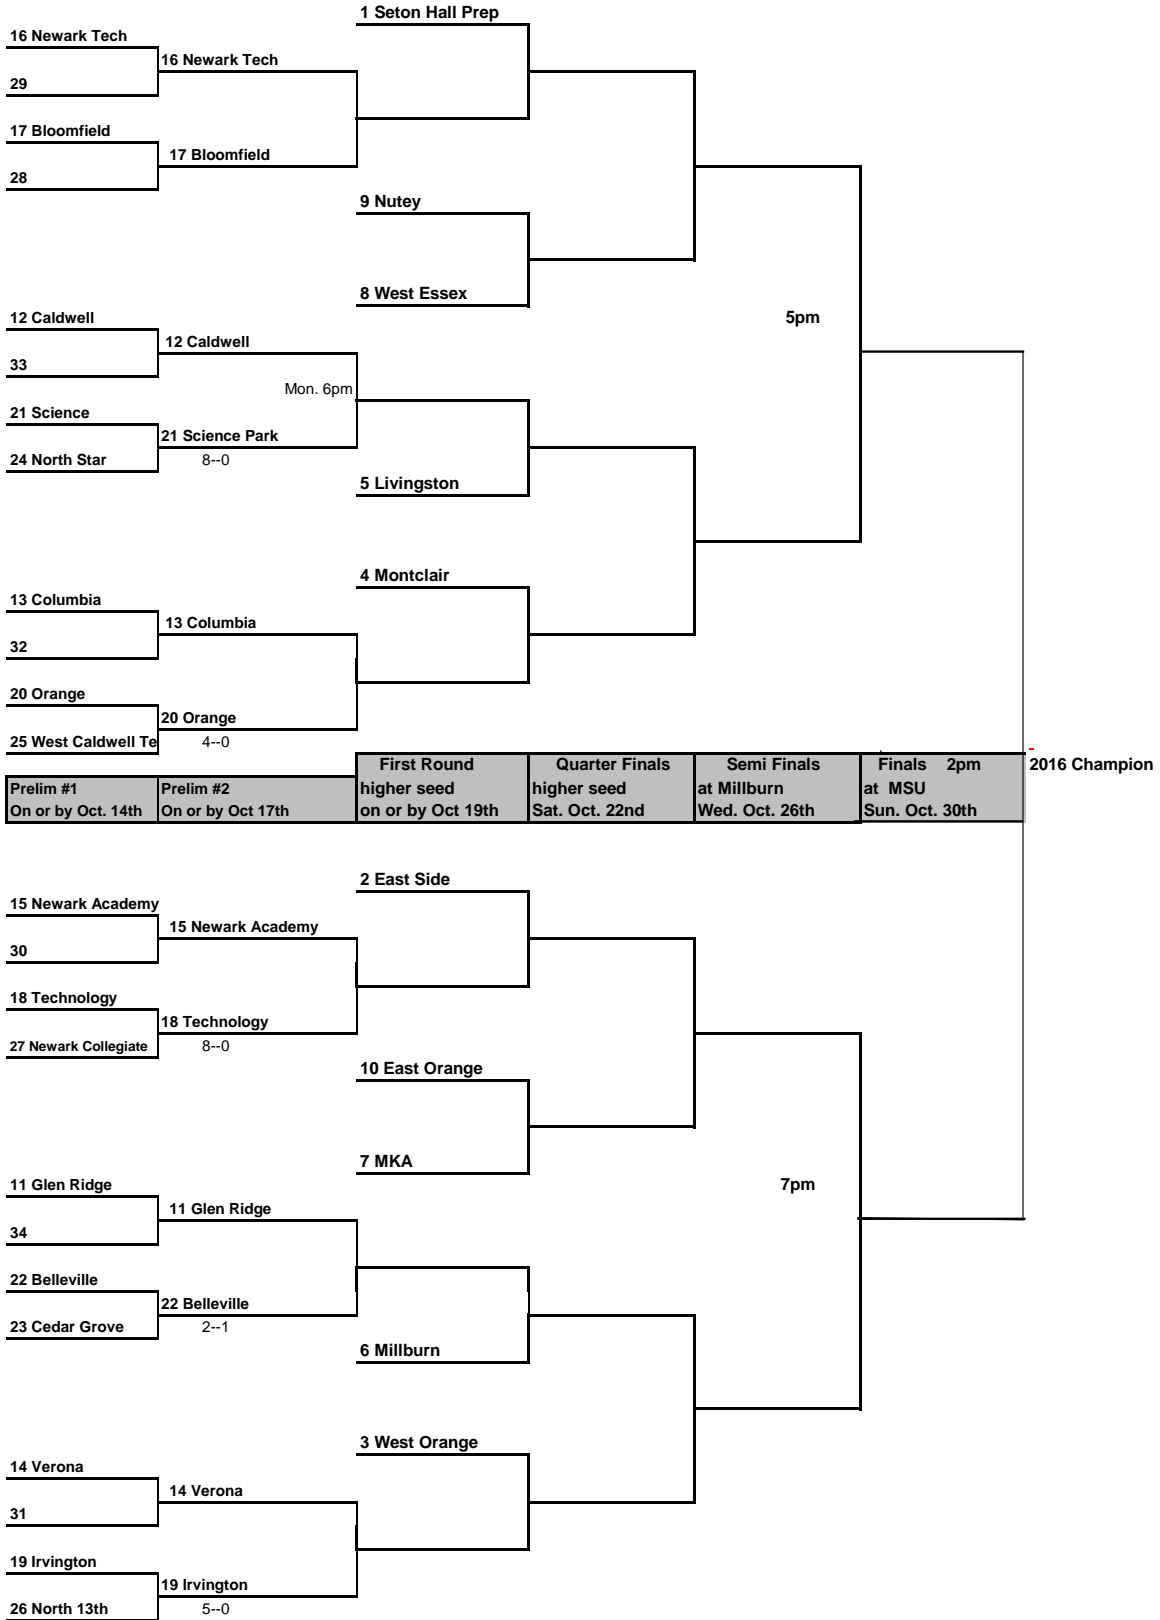 1 Seton Hall Prep
16 Newark Tech
16 Newark Tech
29
17 Bloomfield
17 Bloomfield
28
9 Nutey
8 West Essex
12 Caldwell
5pm
12 Caldwell
33
Mon. 6pm
21 Science
21 Science Park
24 North Star
8--0
5 Livingston
4 Montclair
13 Columbia
13 Columbia
32
20 Orange
20 Orange
25 West Caldwell Te
4--0
First Round
Quarter Finals
Semi Finals
Finals 2pm
2016 Champion
Prelim #1
Prelim #2
higher seed
higher seed
at Millburn
at MSU
On or by Oct. 14th
On or by Oct 17th
on or by Oct 19th
Sat. Oct. 22nd
Wed. Oct. 26th
Sun. Oct. 30th
2 East Side
15 Newark Academy
15 Newark Academy
30
18 Technology
18 Technology
27 Newark Collegiate
8--0
10 East Orange
7 MKA
11 Glen Ridge
7pm
11 Glen Ridge
34
22 Belleville
22 Belleville
23 Cedar Grove
2--1
6 Millburn
3 West Orange
14 Verona
14 Verona
31
19 Irvington
19 Irvington
26 North 13th
5--0